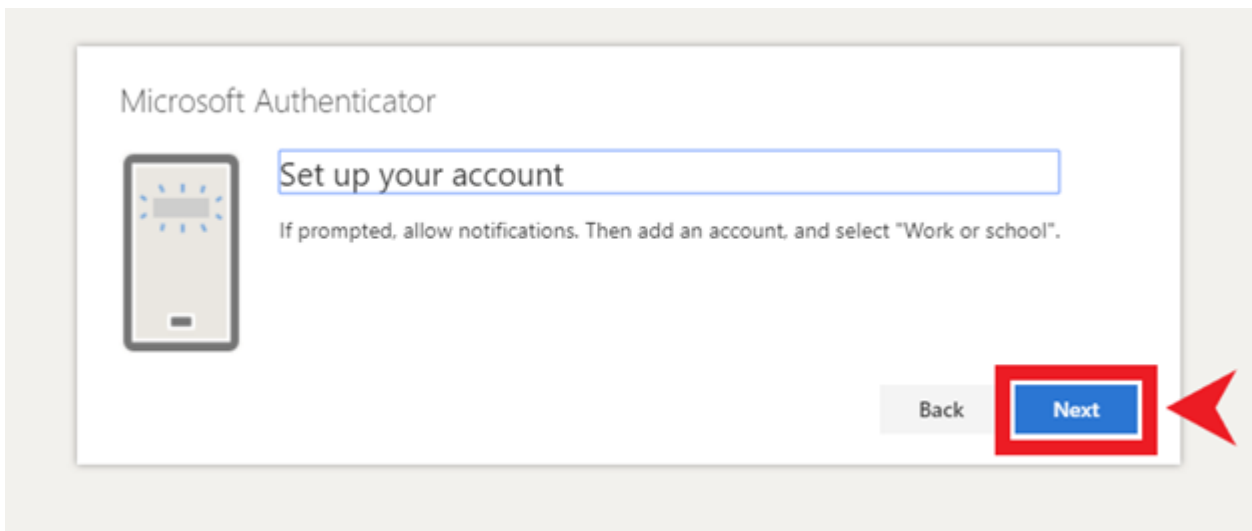 Microsoft Authenticator
Set up your account
If prompted, allow notifications. Then add an account, and select "Work or school".
Back
Next